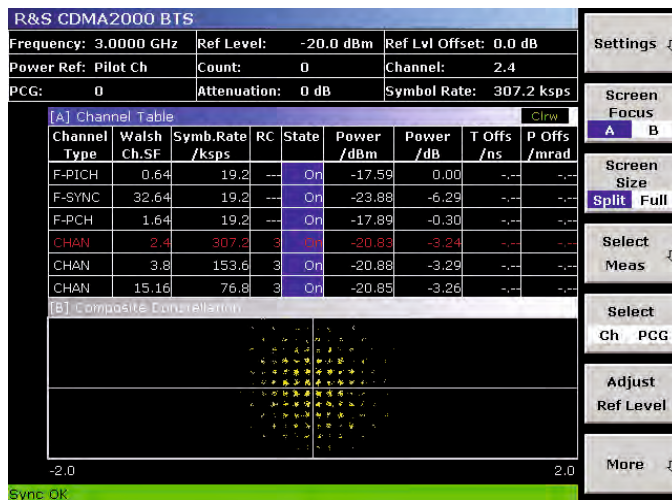 R&S CDMA2000 BTS
Frequency: 3.0000 GHz Ref Level: -20.0 dBm Ref Lvl Offset: 0.0 dB
Power Ref: Pilot Ch Count: 0 Channel: 2.4
PCG: 0 Attenuation: 0 dB Symbol Rate: 307.2 ksps
[A] Channel Table Clrw
Channel Type Walsh Ch.SF Symb.Rate /ksps RC State Power /dBm Power /dB T Offs /ns P Offs /mrad
F-PICH 0.64 19.2 --- On -17.59 0.00 -.-- -.--
F-SYNC 32.64 19.2 --- On -23.88 -6.29 -.-- -.--
F-PCH 1.64 19.2 --- On -17.89 -0.30 -.-- -.--
CHAN 2.4 307.2 3 On -20.83 -3.24 -.-- -.--
CHAN 3.8 153.6 3 On -20.88 -3.29 -.-- -.--
CHAN 15.16 76.8 3 On -20.85 -3.26 -.-- -.--
[B] Composite Constellation
-2.0 2.0
Sync OK
Settings
Screen
Focus
A B
Screen
Size
Split Full
Select
Meas
Select
Ch PCG
Adjust
Ref Level
More